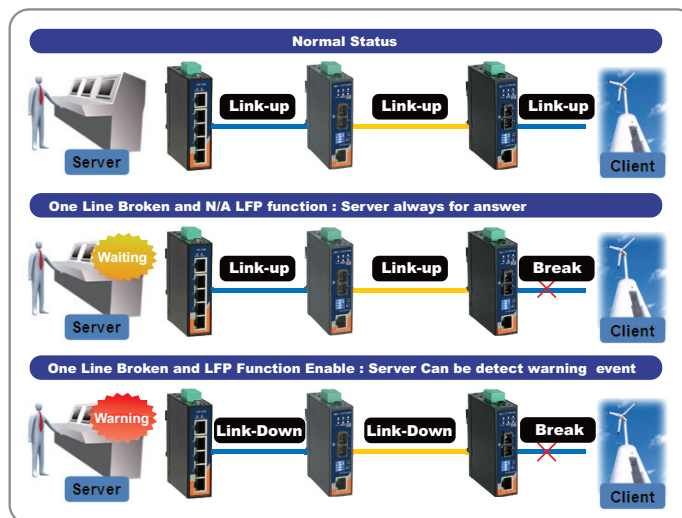 Normal Status
Link-up Link-up Link-up
Server Client
One Line Broken and N/A LFP function : Server always for answer
Waiting
Link-up Link-up Break
Server Client
One Line Broken and LFP Function Enable : Server Can be detect warning event
Warning
Link-Down Link-Down Break
Server Client